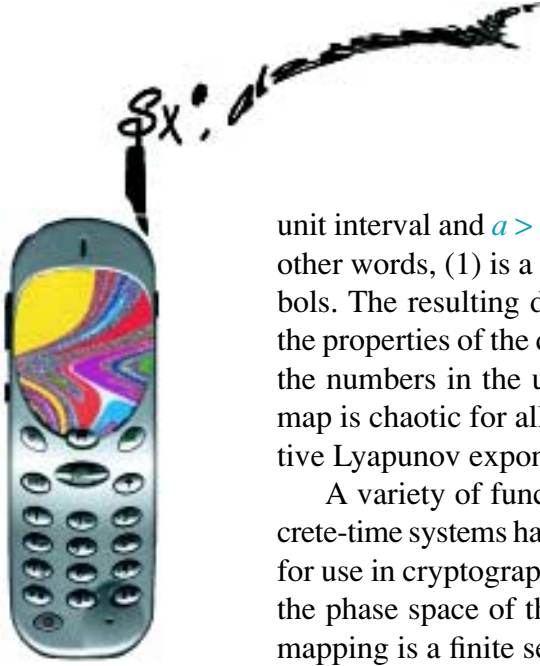 unit interval and a >
other words, (1) is a
bols. The resulting d
the properties of the
the numbers in the u
map is chaotic for all
tive Lyapunov expon
A variety of func
crete-time systems ha
for use in cryptograp
the phase space of th
mapping is a finite se